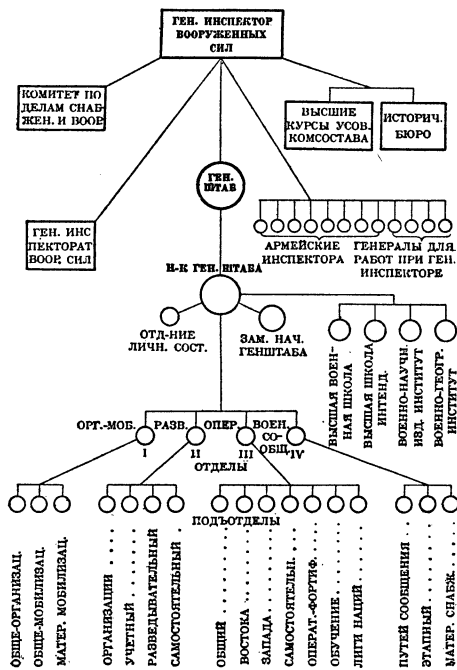 ГЕН. ИНСПЕКТОР
ВООРУЖЕННЫХ
СИЛ
КОМИТЕТ ПО
ДЕЛАМ СНАБ-
ЖЕН. И ВООР.
ВЫСШИЕ
КУРСЫ УСОВ.
КОМСОСТАВА
ИСТОРИЧ.
БЮРО
ГЕН.
ШТАБ
ГЕН. ИНС
ПЕКТОРАТ
ВООР. СИЛ
АРМЕЙСКИЕ
ИНСПЕКТОРА
ГЕНЕРАЛЫ ДЛЯ
РАБОТ ПРИ ГЕН.
ИНСПЕКТОРЕ
Н-К ГЕН. ШТАБА
ОТД-НИЕ
ЛИЧН. СОСТ.
ЗАМ. НАЧ.
ГЕНШТАБА
ВЫСШАЯ ВОЕН-
НАЯ ШКОЛА
ВЫСШАЯ ШКОЛА
ИНТЕНД.
ВОЕННО-НАУЧН.
ИЗД. ИНСТИТУТ
ВОЕННО-ГЕОГР.
ИНСТИТУТ
ОРГ.-МОБ.
I
РАЗВ.
II
ОПЕР.
III
ВОЕН.
СО-
ОБЩ.
IV
ОТДЕЛЫ
ПОДЪОТДЕЛЫ
ОБЩЕ-ОРГАНИЗАЦ.
ОБЩЕ-МОБИЛИЗАЦ.
МАТЕР. МОБИЛИЗАЦ.
ОРГАНИЗАЦИИ
УЧЕТНЫЙ
РАЗВЕДЫВАТЕЛЬНЫЙ
САМОСТОЯТЕЛЬНЫЙ
ОБЩИЙ
ВОСТОКА
ЗАПАДА
САМОСТОЯТЕЛЬН.
ОПЕРАТ.-ФОРТИФ.
ОБУЧЕНИЕ
ЛИГИ НАЦИЙ
ПУТЕЙ СООБЩЕНИЯ
ЭТАПНЫЙ
МАТЕР. СНАБЖ.